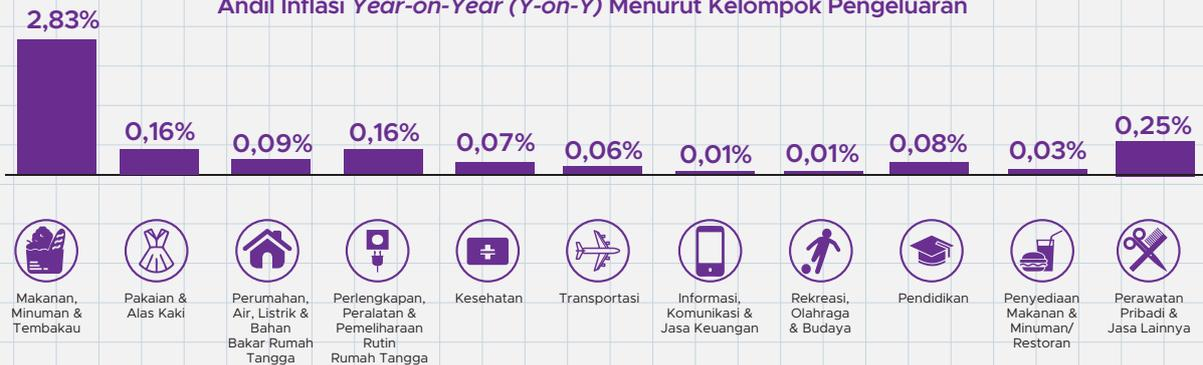 Andil Inflasi Year-on-Year (Y-on-Y) Menurut Kelompok Pengeluaran
2,83%
0,16%
0,09%
0,16%
0,07%
0,06%
0,01%
0,01%
0,08%
0,03%
0,25%
Makanan,
Minuman &
Tembakau
Pakaian &
Alas Kaki
Perumahan,
Air, Listrik &
Bahan
Bakar Rumah
Tangga
Perlengkapan,
Peralatan &
Pemeliharaan
Rutin
Rumah Tangga
Kesehatan
Transportasi
Informasi,
Komunikasi &
Jasa Keuangan
Rekreasi,
Olahraga
& Budaya
Pendidikan
Penyediaan
Makanan &
Minuman/
Restoran
Perawatan
Pribadi &
Jasa Lainnya